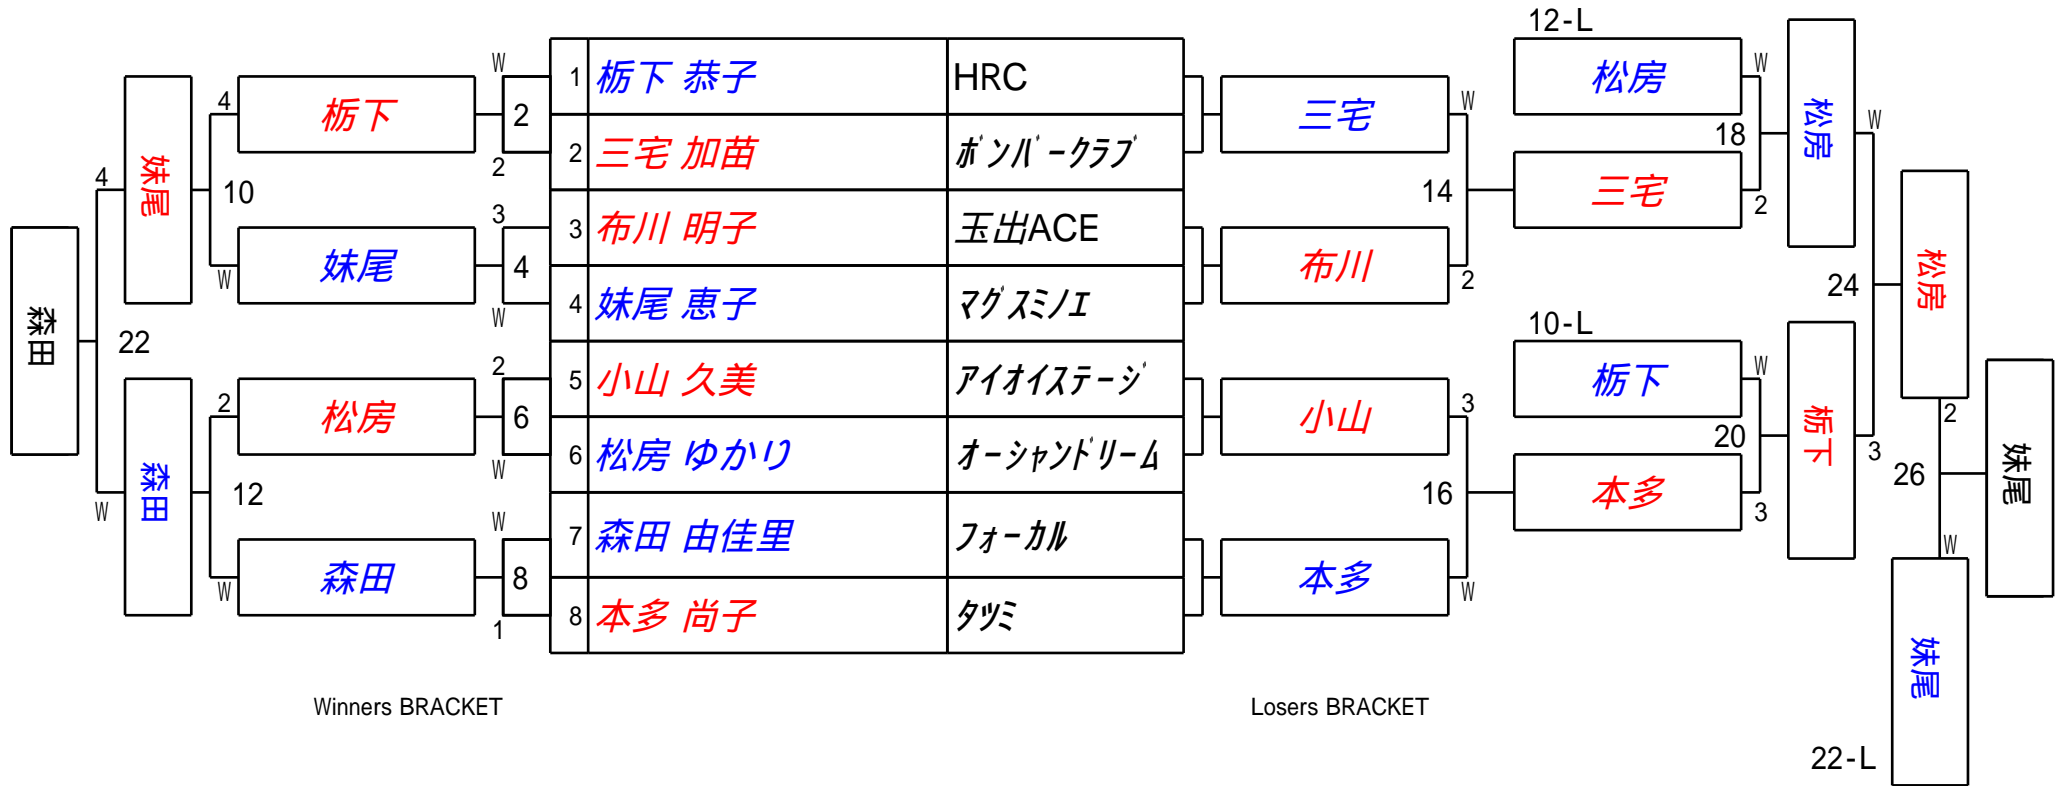 12-L
W
1 栃下 恭子 HRC
W
松房
W
4
栃下
2
三宅
W
18
松房
W
2
2 三宅 加苗 ボンバークラブ
4
妹尾
10
14
三宅
2
3
3 布川 明子 玉出ACE
W
妹尾
4
布川
2
24
松房
W
4 妹尾 恵子 マグスミノエ
森田
22
10-L
2
5 小山 久美 アイオイステージ
栃下
W
2
松房
6
小山
3
20
栃下
3
2
W
6 松房 ゆかり オーシャンドリーム
森田
12
16
本多
3
26
妹尾
W
W
7 森田 由佳里 フォーカル
W
W
森田
8
本多
W
1
8 本多 尚子 タツミ
妹尾
Winners BRACKET
Losers BRACKET
22-L